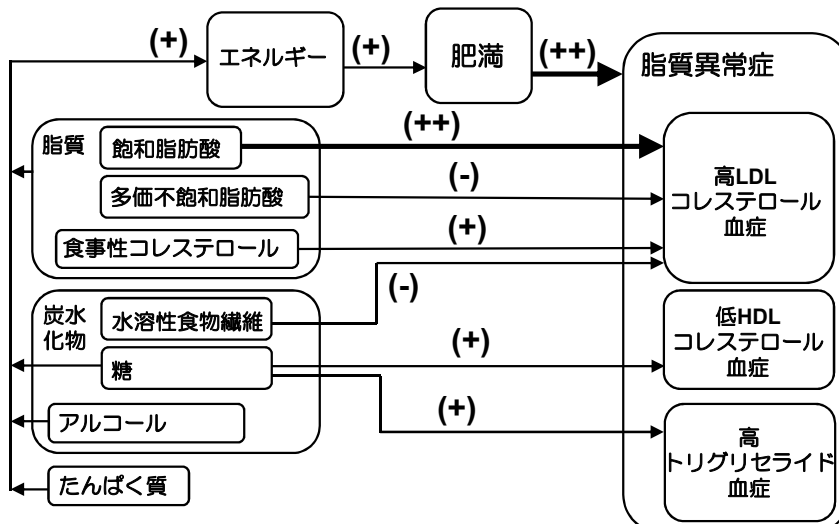 (+)
エネルギー
(+)
肥満
(++)
脂質異常症
脂質
飽和脂肪酸
(++)
多価不飽和脂肪酸
(-)
食事性コレステロール
(+)
高LDL
コレステロール
血症
炭水
化物
水溶性食物繊維
(-)
糖
(+)
低HDL
コレステロール
血症
アルコール
(+)
高
トリグリセライド
血症
たんぱく質